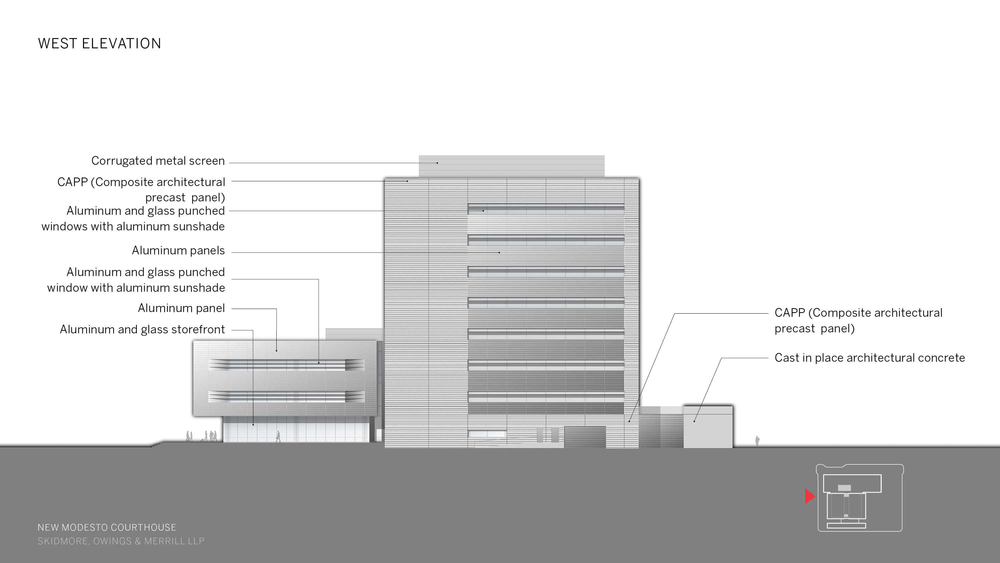 WEST ELEVATION
Corrugated metal screen
CAPP (Composite architectural
precast panel)
Aluminum and glass punched
windows with aluminum sunshade
Aluminum panels
Aluminum and glass punched
window with aluminum sunshade
Aluminum panel
Aluminum and glass storefront
CAPP (Composite architectural
precast panel)
Cast in place architectural concrete
NEW MODESTO COURTHOUSE
SKIDMORE, OWINGS & MERRILL LLP